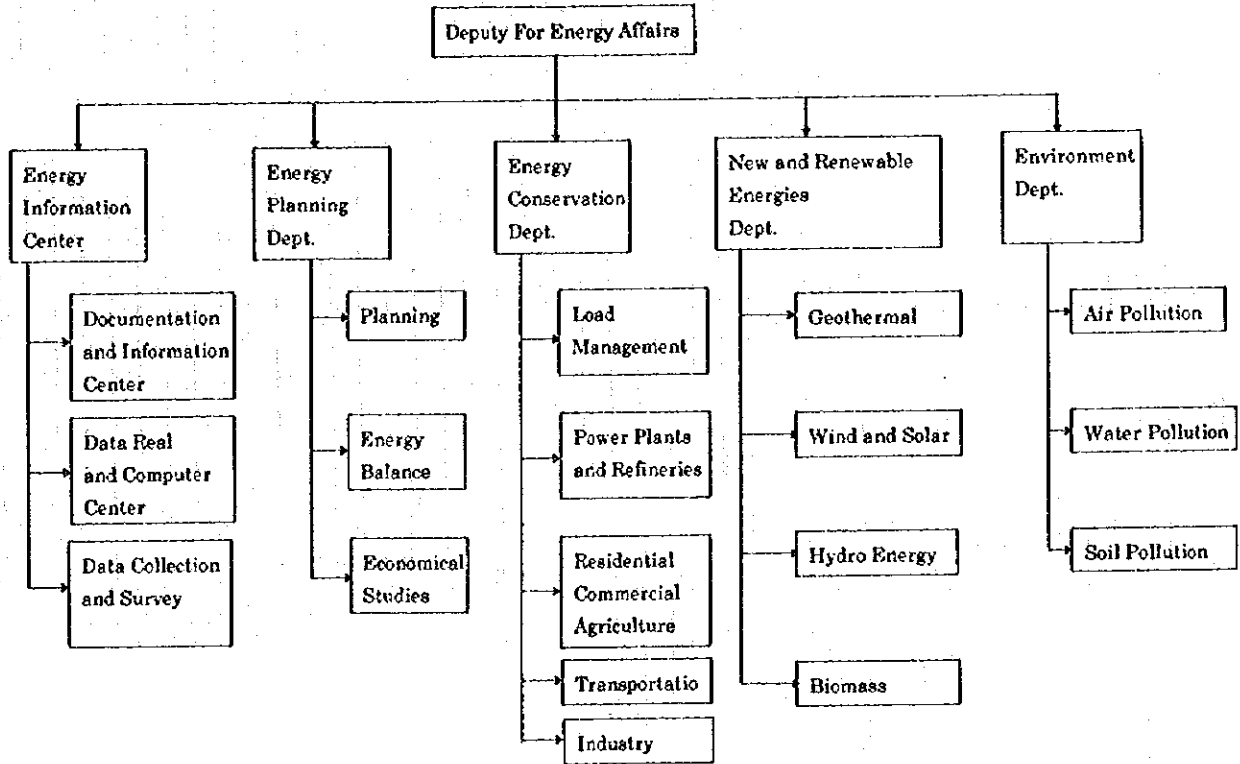 Deputy For Energy Affairs
Energy
Information
Center
Energy
Planning
Dept.
Energy
Conservation
Dept.
New and Renewable
Energies
Dept.
Environment
Dept.
Documentation
and Information
Center
Data Real
and Computer
Center
Data Collection
and Survey
Planning
Energy
Balance
Economical
Studies
Load
Management
Power Plants
and Refineries
Residential
Commercial
Agriculture
Transportatio
Industry
Geothermal
Wind and Solar
Hydro Energy
Biomass
Air Pollution
Water Pollution
Soil Pollution